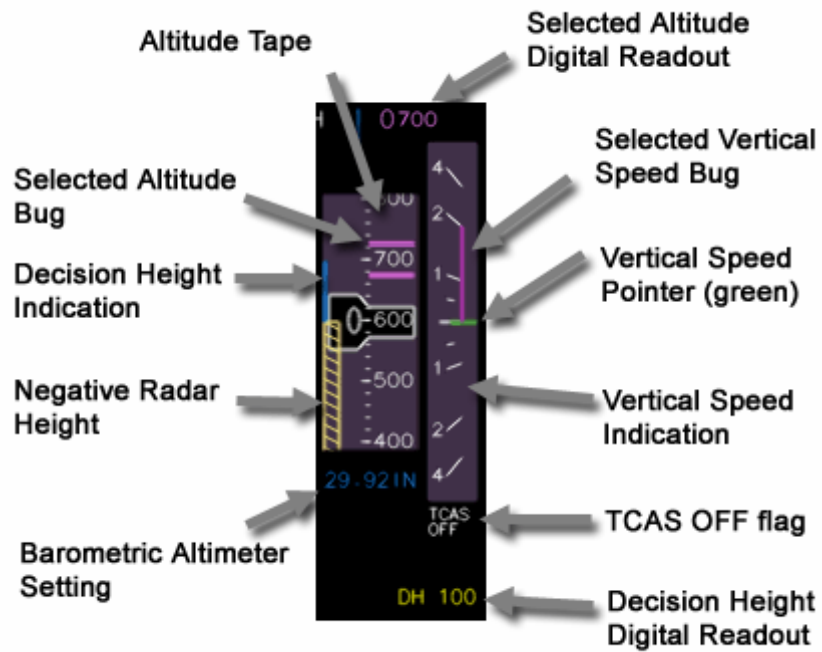 Altitude Tape
Selected Altitude
Digital Readout
0700
Selected Altitude
Bug
Selected Vertical
Speed Bug
Decision Height
Indication
Vertical Speed
Pointer (green)
Negative Radar
Height
Vertical Speed
Indication
700
600
500
400
4
2
1
1
2
4
29.92IN
TCAS
OFF
TCAS OFF flag
Barometric Altimeter
Setting
DH 100
Decision Height
Digital Readout